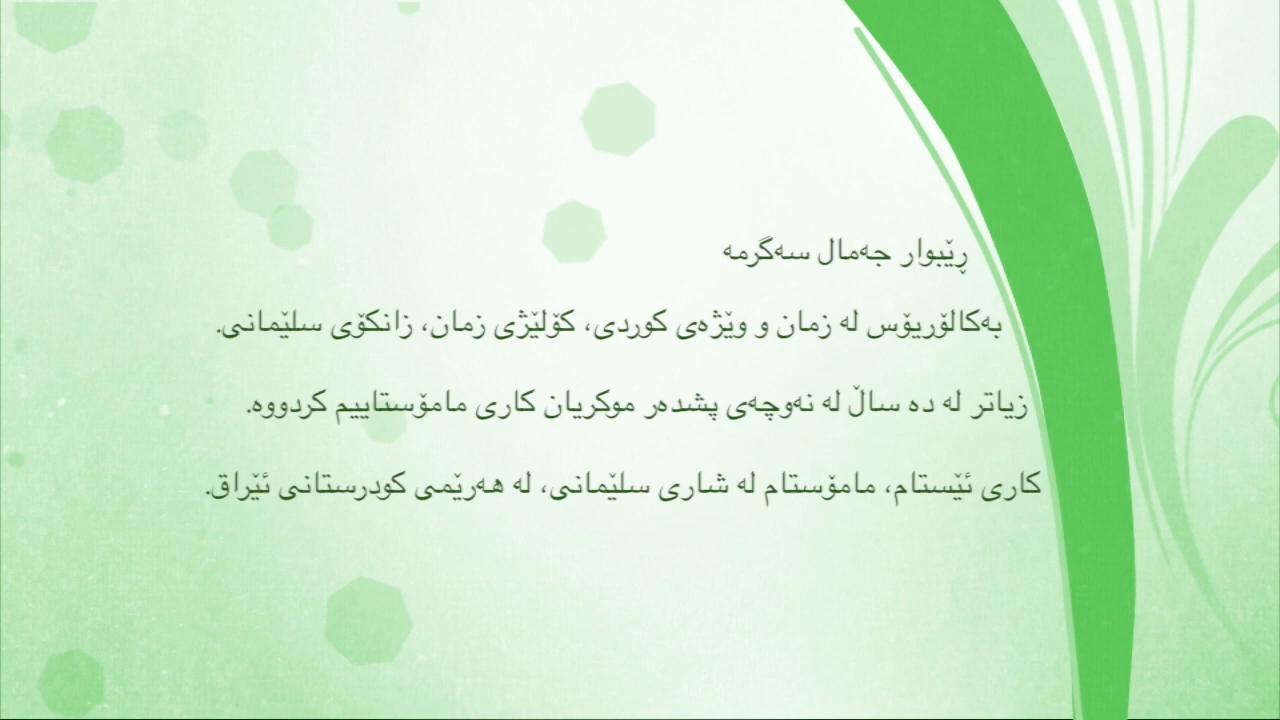 ڕێبوار جەمال سەگرمە
بەکالۆریۆس لە زمان و وێژەی کوردی، کۆلێژی زمان، زانکۆی سلێمانی.
زیاتر لە دە ساڵ لە نەوچەی پشدەر موکریان کاری مامۆستاییم کردووە.
کاری ئێستام، مامۆستام لە شاری سلێمانی، لە هەرێمی کودرستانی ئێراق.